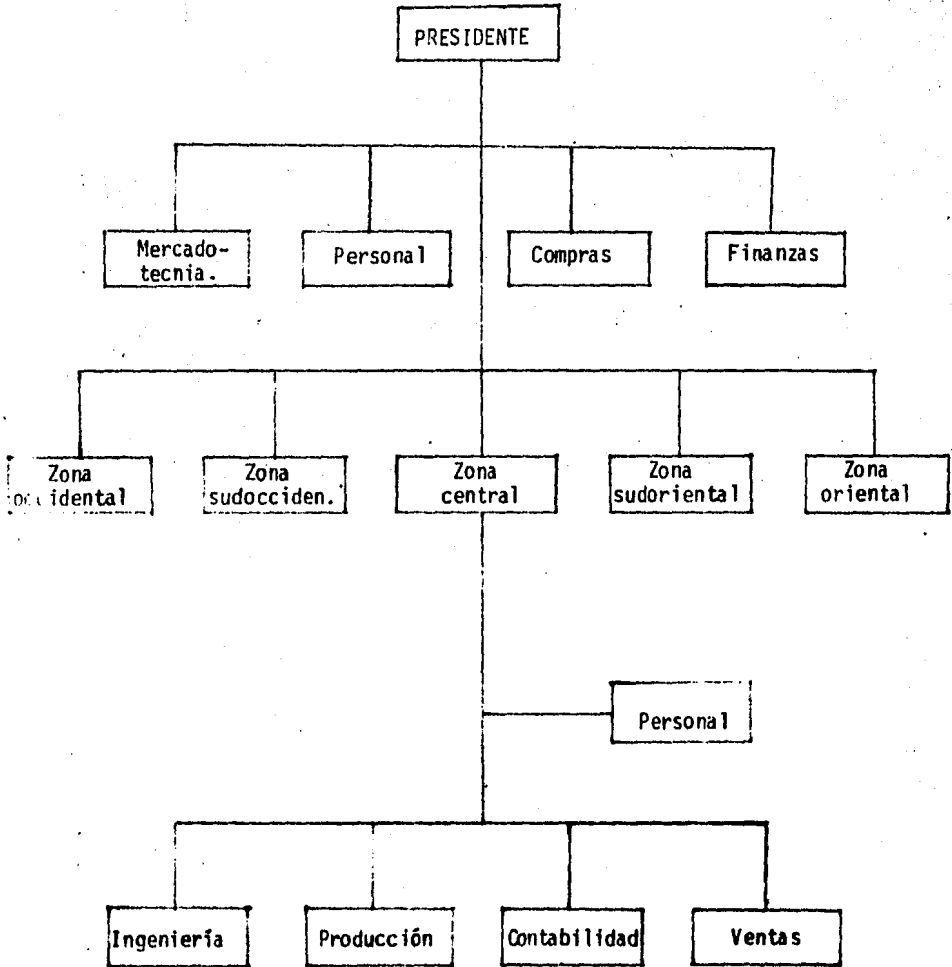 PRESIDENTE
Mercado-
tecnia.
Personal
Compras
Finanzas
Zona
occidental
Zona
sudocciden.
Zona
central
Zona
sudoriental
Zona
oriental
Personal
Ingeniería
Producción
Contabilidad
Ventas